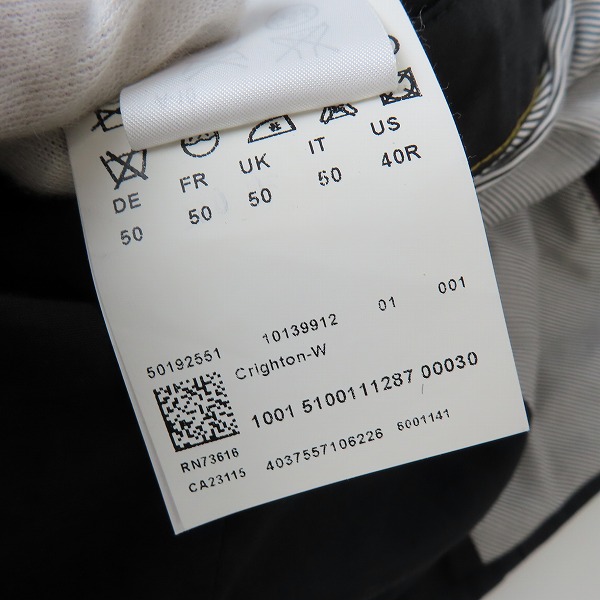 DE FR UK IT US
50 50 50 50 40R
50192551 10139912 01 001
Crighton-W
1001 5100111287 00030
RN73616
CA23115 4037557106226 6001141